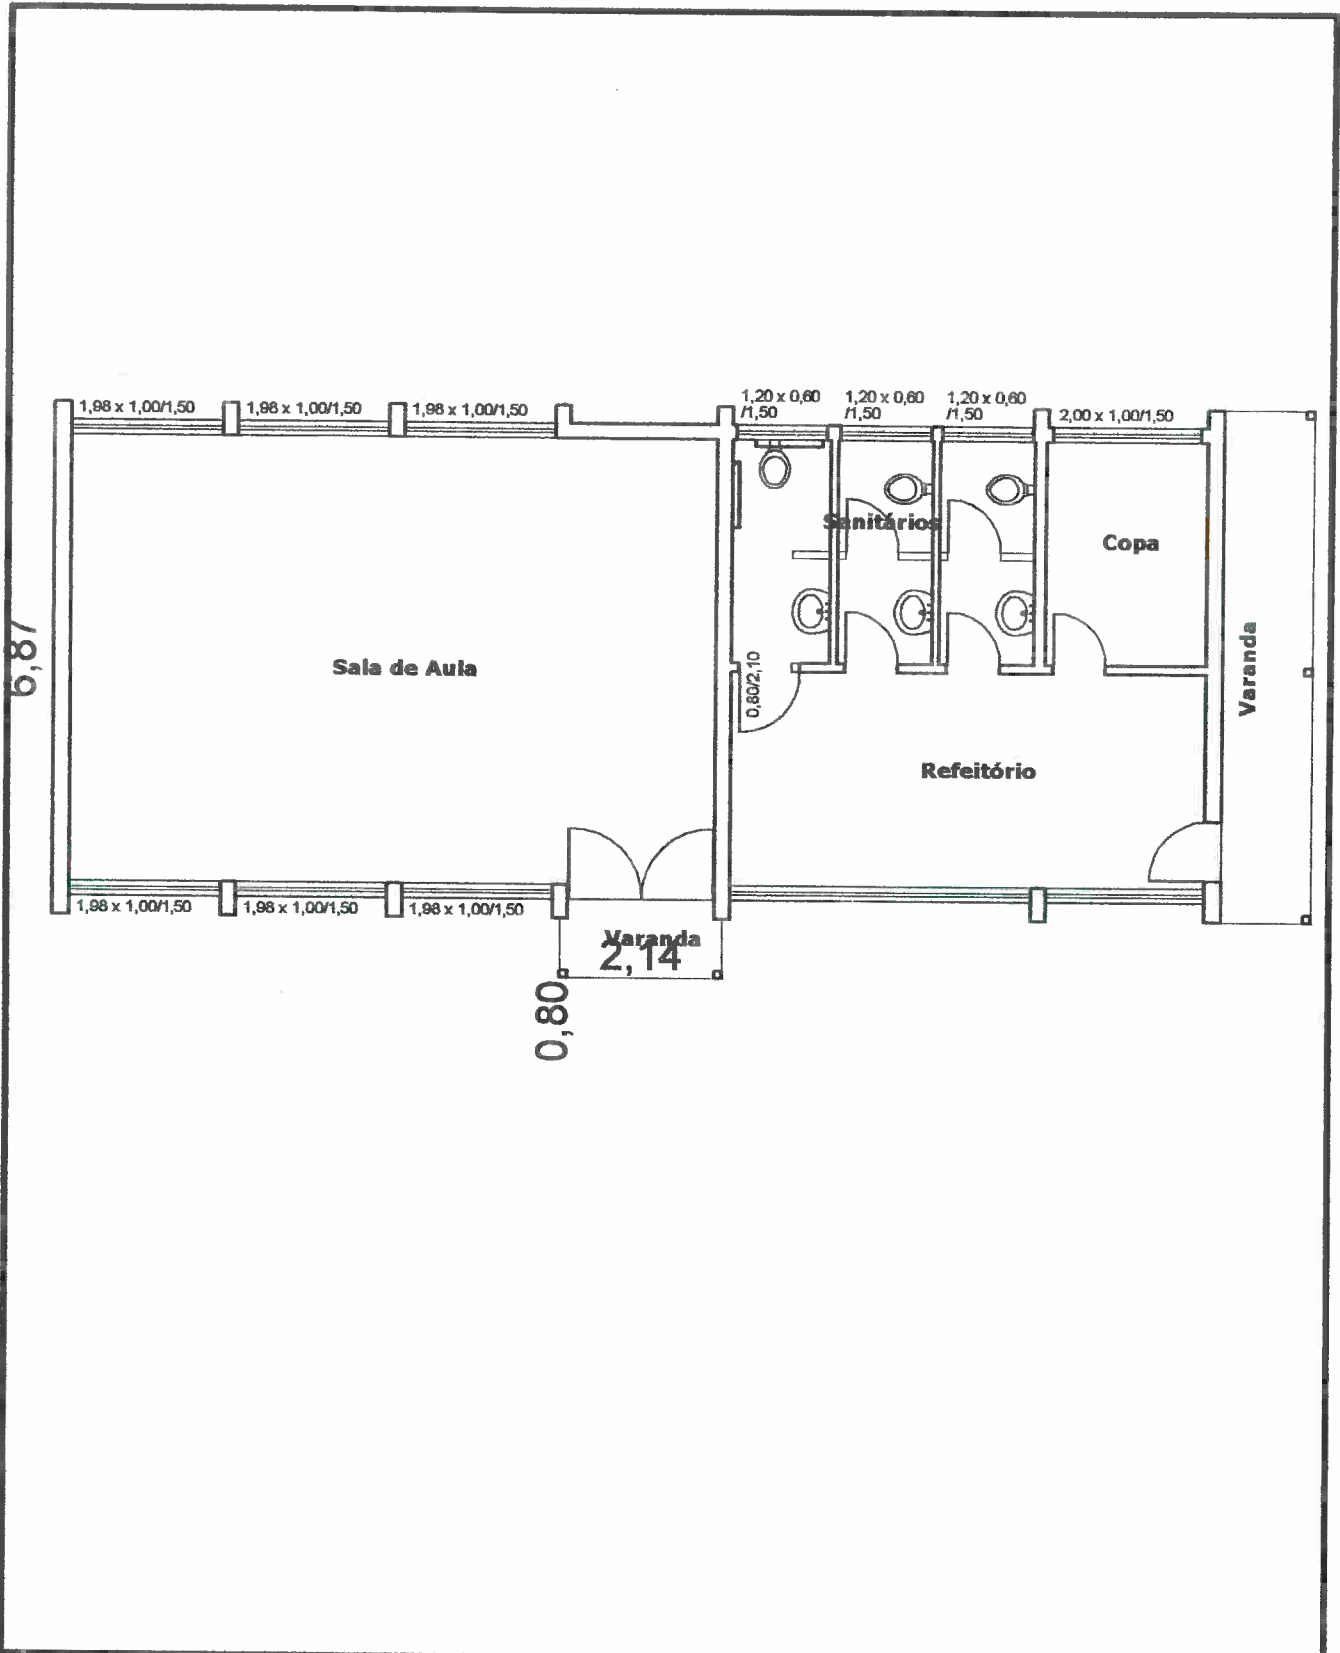 1,98 x 1,00/1,50
1,98 x 1,00/1,50
1,98 x 1,00/1,50
1,20 x 0,60
/1,50
1,20 x 0,60
/1,50
1,20 x 0,60
/1,50
2,00 x 1,00/1,50
Sanitários
Copa
6,87
Sala de Aula
0,80/2,10
Varanda
Refeitório
1,98 x 1,00/1,50
1,98 x 1,00/1,50
1,98 x 1,00/1,50
Varanda
2,14
0,80